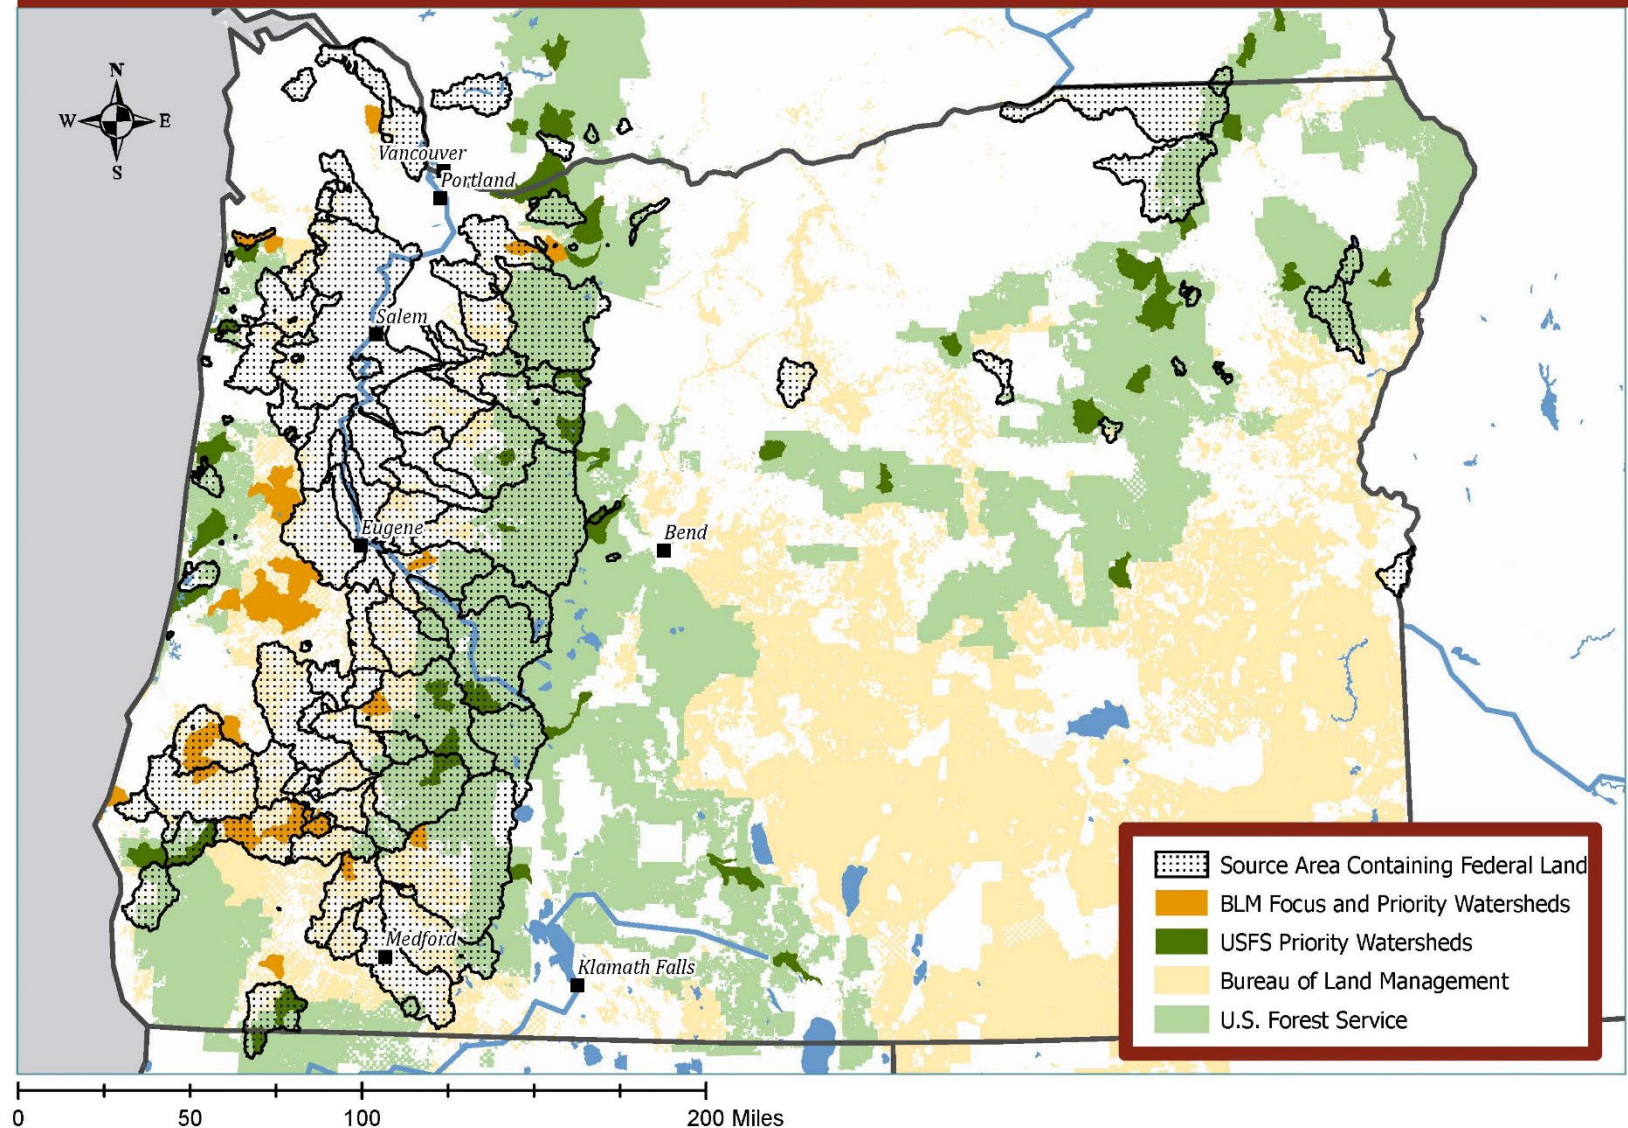 N
W E
S
Vancouver
Portland
Salem
Eugene
Bend
Medford
Klamath Falls
Source Area Containing Federal Land
BLM Focus and Priority Watersheds
USFS Priority Watersheds
Bureau of Land Management
U.S. Forest Service
0 50 100 200 Miles